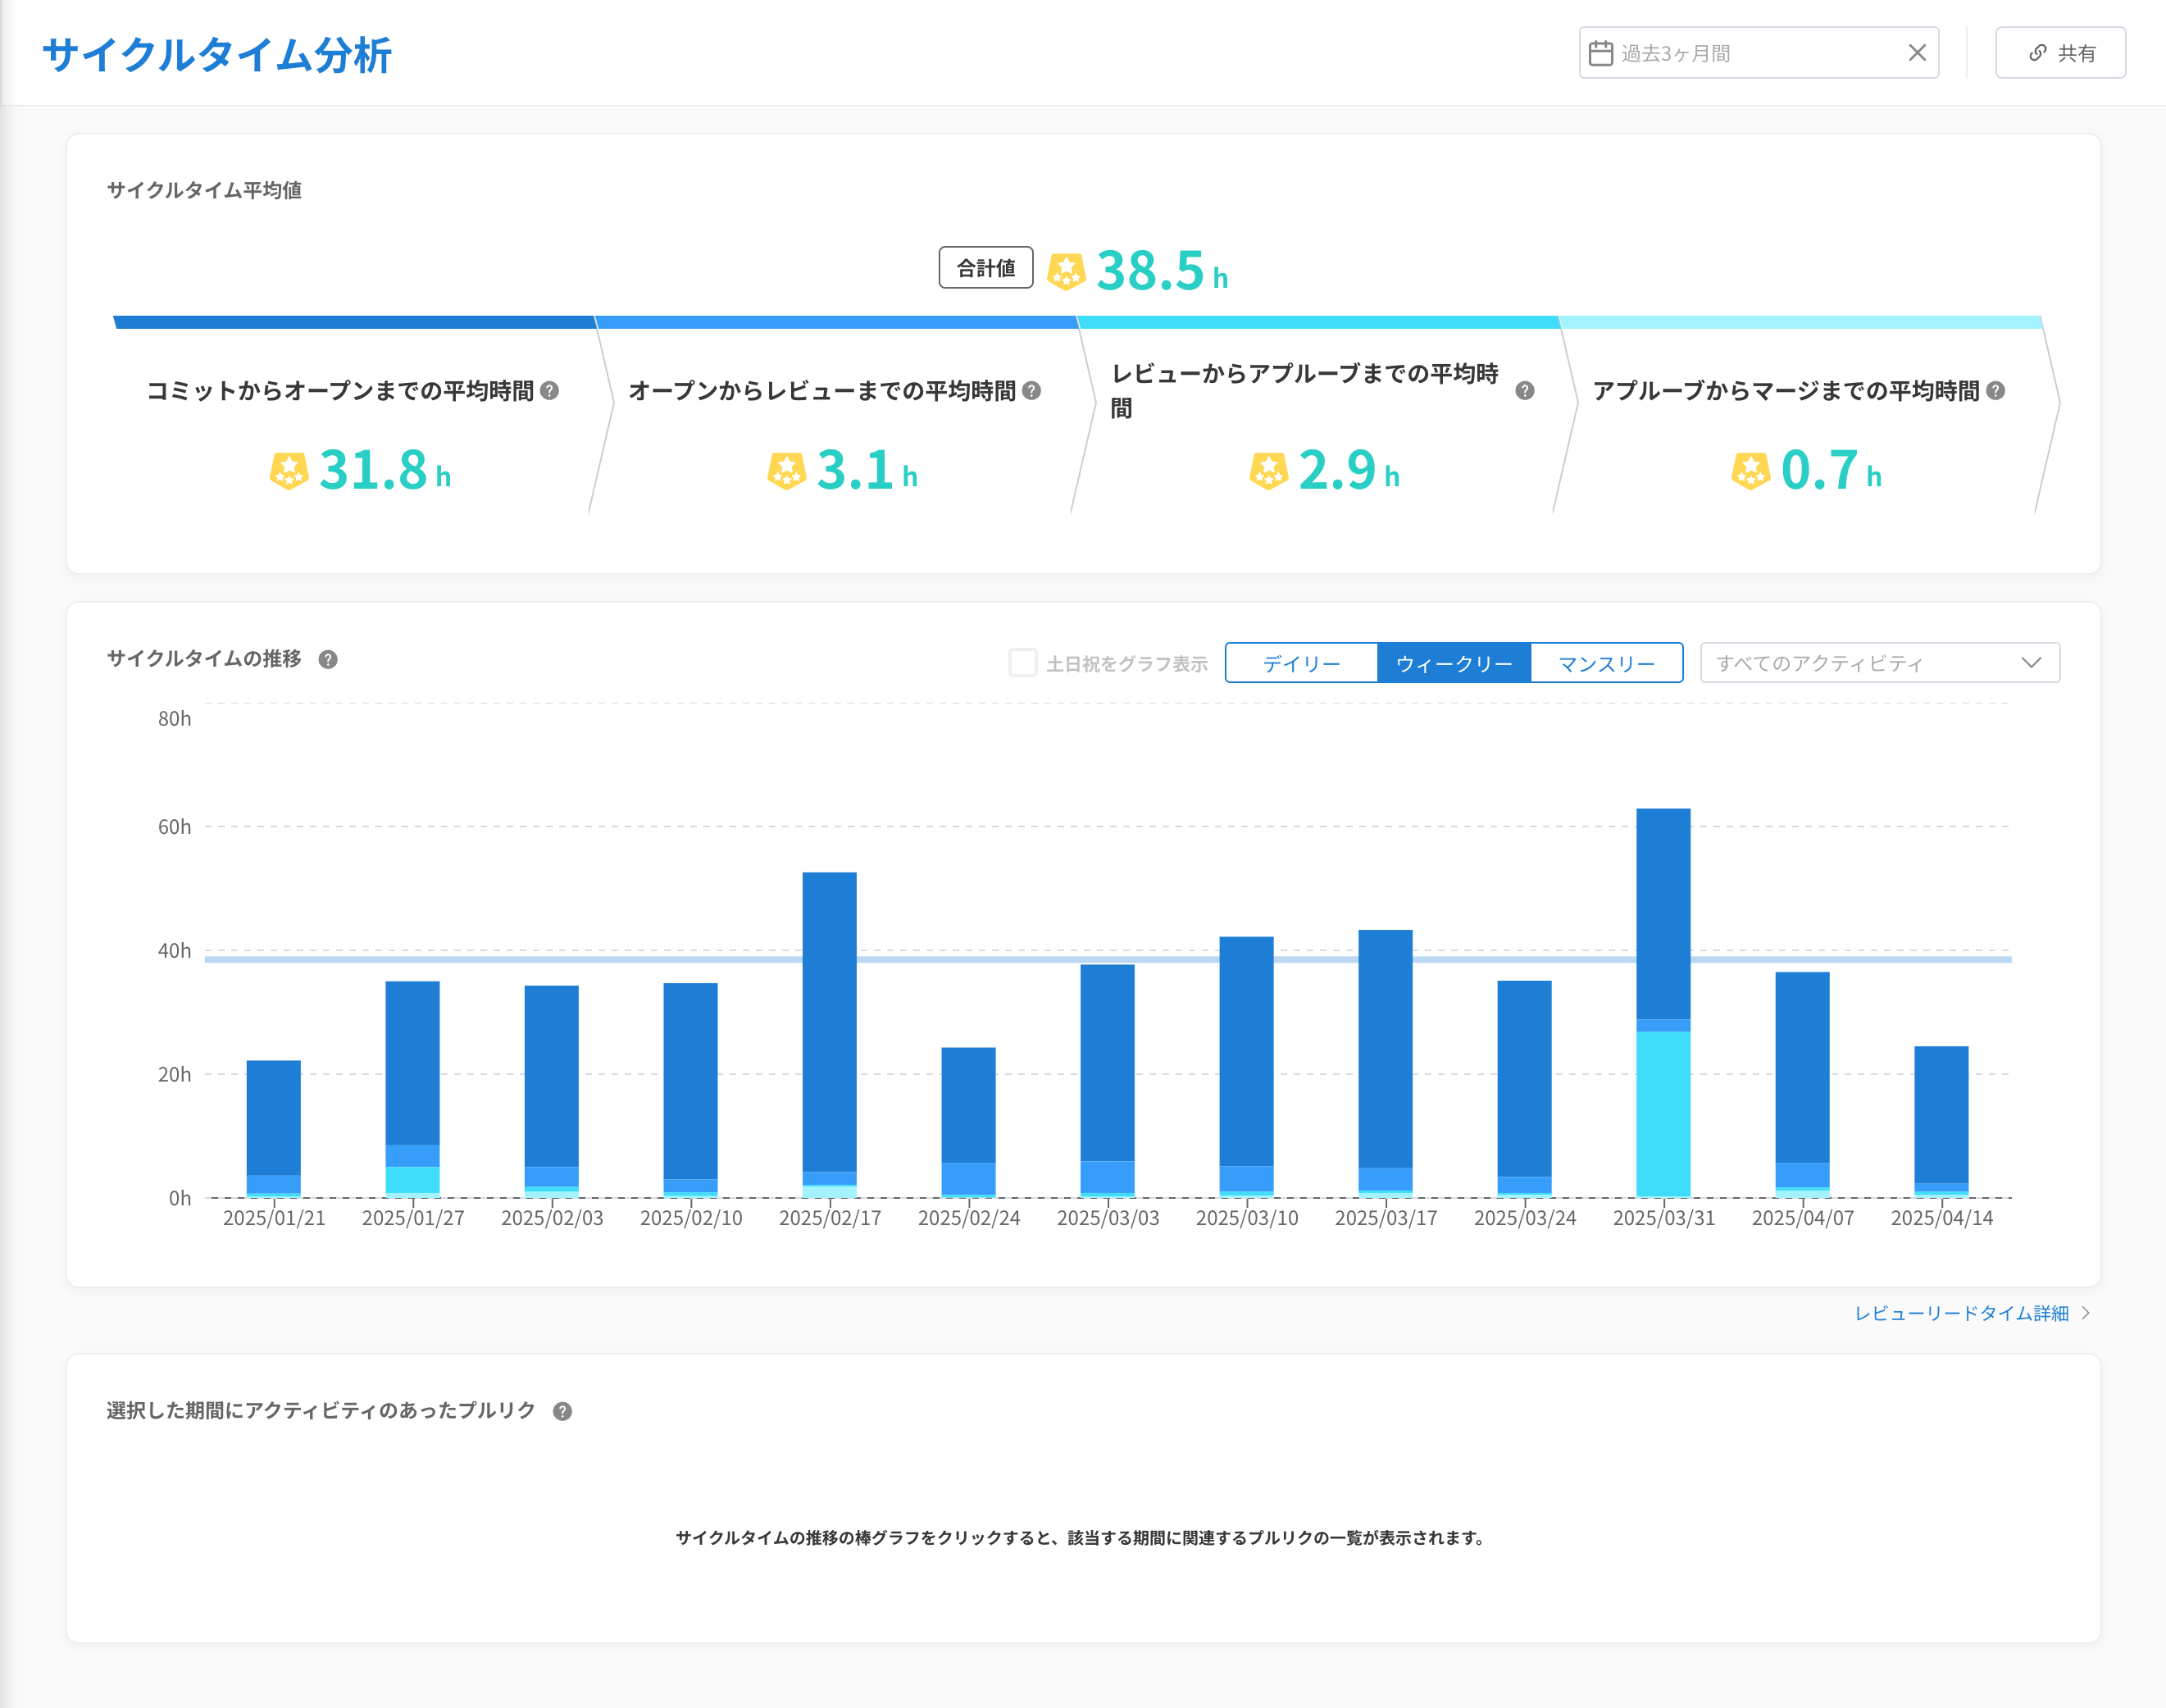 サイクルタイム分析
過去3ヶ月間
共有
サイクルタイム平均値
合計値 38.5 h
コミットからオープンまでの平均時間
31.8 h
オープンからレビューまでの平均時間
3.1 h
レビューからアプルーブまでの平均時
間
2.9 h
アプルーブからマージまでの平均時間
0.7 h
サイクルタイムの推移
土日祝をグラフ表示
デイリー
ウィークリー
マンスリー
すべてのアクティビティ
80h
60h
40h
20h
0h
2025/01/21 2025/01/27 2025/02/03 2025/02/10 2025/02/17 2025/02/24 2025/03/03 2025/03/10 2025/03/17 2025/03/24 2025/03/31 2025/04/07 2025/04/14
レビューリードタイム詳細
選択した期間にアクティビティのあったプルリク
サイクルタイムの推移の棒グラフをクリックすると、該当する期間に関連するプルリクの一覧が表示されます。